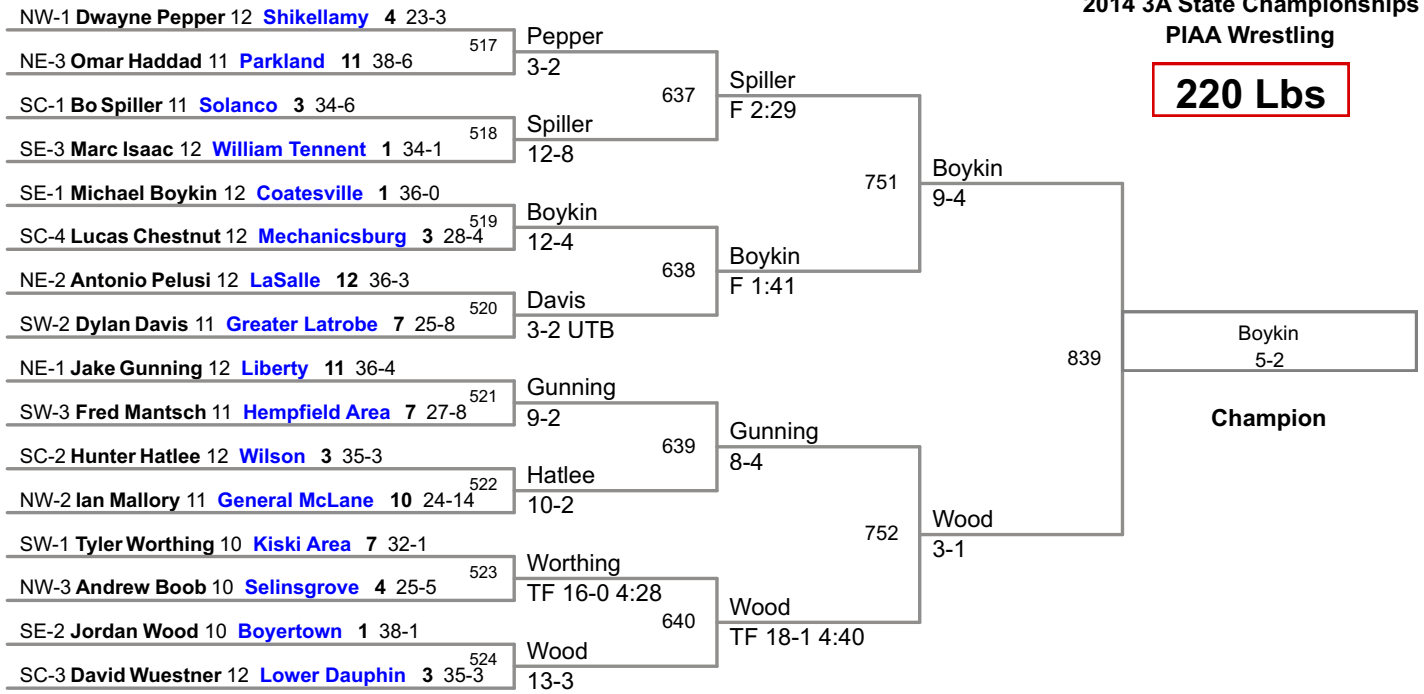 2014 3A State Championships
PIAA Wrestling
220 Lbs
NW-1 Dwayne Pepper 12 Shikellamy 4 23-3
517
NE-3 Omar Haddad 11 Parkland 11 38-6
SC-1 Bo Spiller 11 Solanco 3 34-6
518
SE-3 Marc Isaac 12 William Tennent 1 34-1
SE-1 Michael Boykin 12 Coatesville 1 36-0
519
SC-4 Lucas Chestnut 12 Mechanicsburg 3 28-4
NE-2 Antonio Pelusi 12 LaSalle 12 36-3
520
SW-2 Dylan Davis 11 Greater Latrobe 7 25-8
NE-1 Jake Gunning 12 Liberty 11 36-4
521
SW-3 Fred Mantsch 11 Hempfield Area 7 27-8
SC-2 Hunter Hatlee 12 Wilson 3 35-3
522
NW-2 Ian Mallory 11 General McLane 10 24-14
SW-1 Tyler Worthing 10 Kiski Area 7 32-1
523
NW-3 Andrew Boob 10 Selinsgrove 4 25-5
SE-2 Jordan Wood 10 Boyertown 1 38-1
524
SC-3 David Wuestner 12 Lower Dauphin 3 35-3
Pepper
3-2
637
Spiller
12-8
Boykin
12-4
638
Davis
3-2 UTB
Gunning
9-2
639
Hatlee
10-2
Worthing
TF 16-0 4:28
640
Wood
13-3
Spiller
F 2:29
751
Boykin
F 1:41
Gunning
8-4
752
Wood
TF 18-1 4:40
Boykin
9-4
839
Wood
3-1
Boykin
5-2
Champion